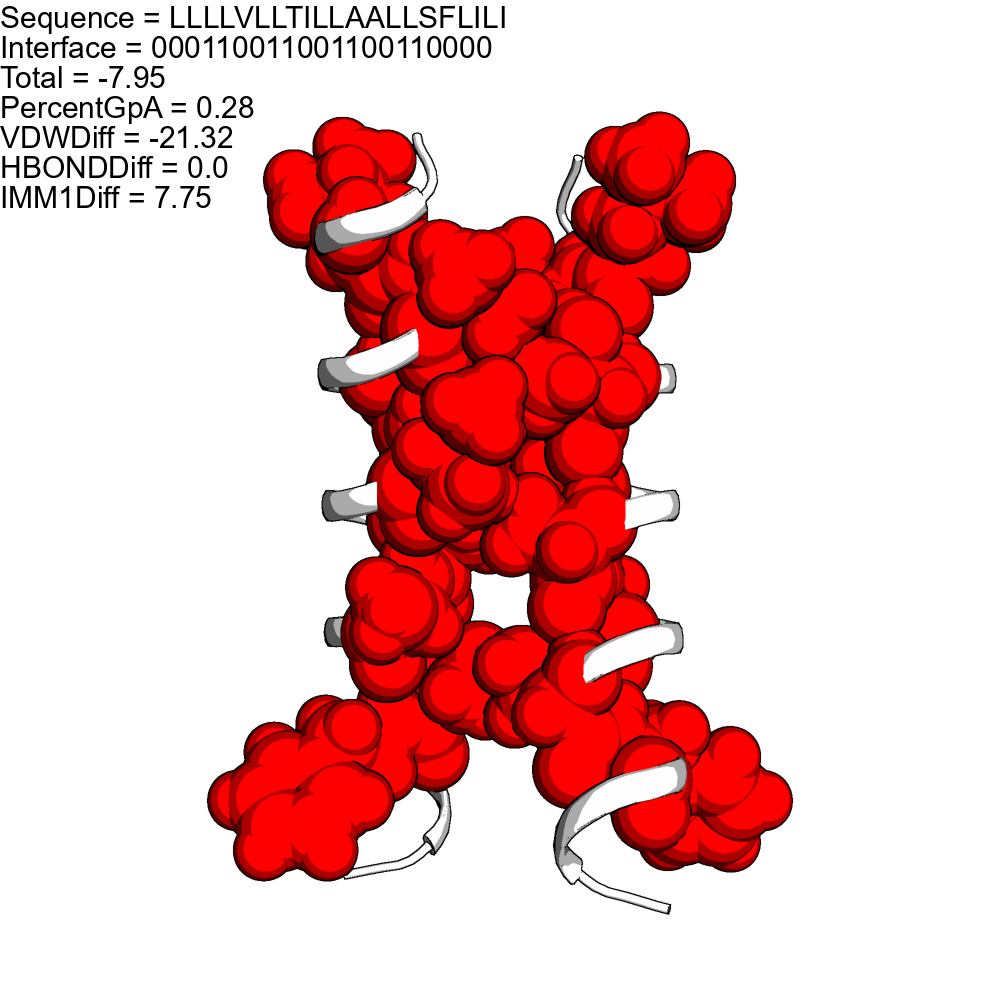 Sequence = LLLLVLLTILLAALLSFLILI
Interface = 000110011001100110000
Total = -7.95
PercentGpA = 0.28
VDWDiff = -21.32
HBONDDiff = 0.0
IMM1Diff = 7.75